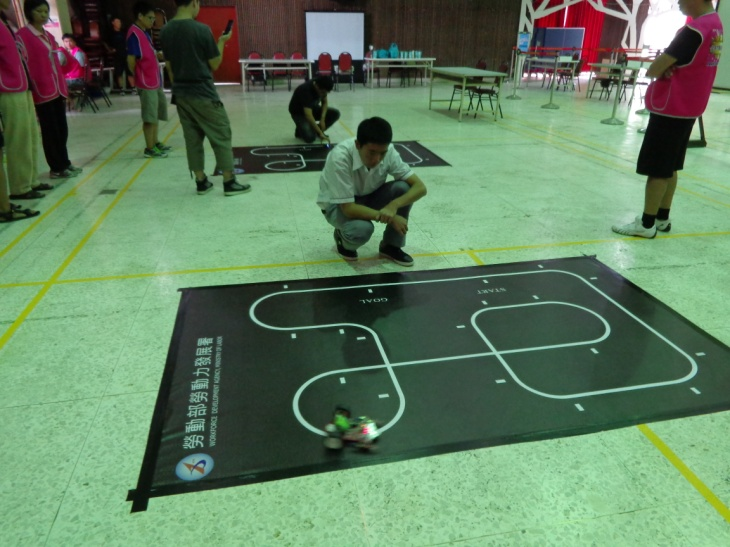 GOAL
START
勞動部勞動力發展署
WORKFORCE DEVELOPMENT AGENCY, MINISTRY OF LABOR